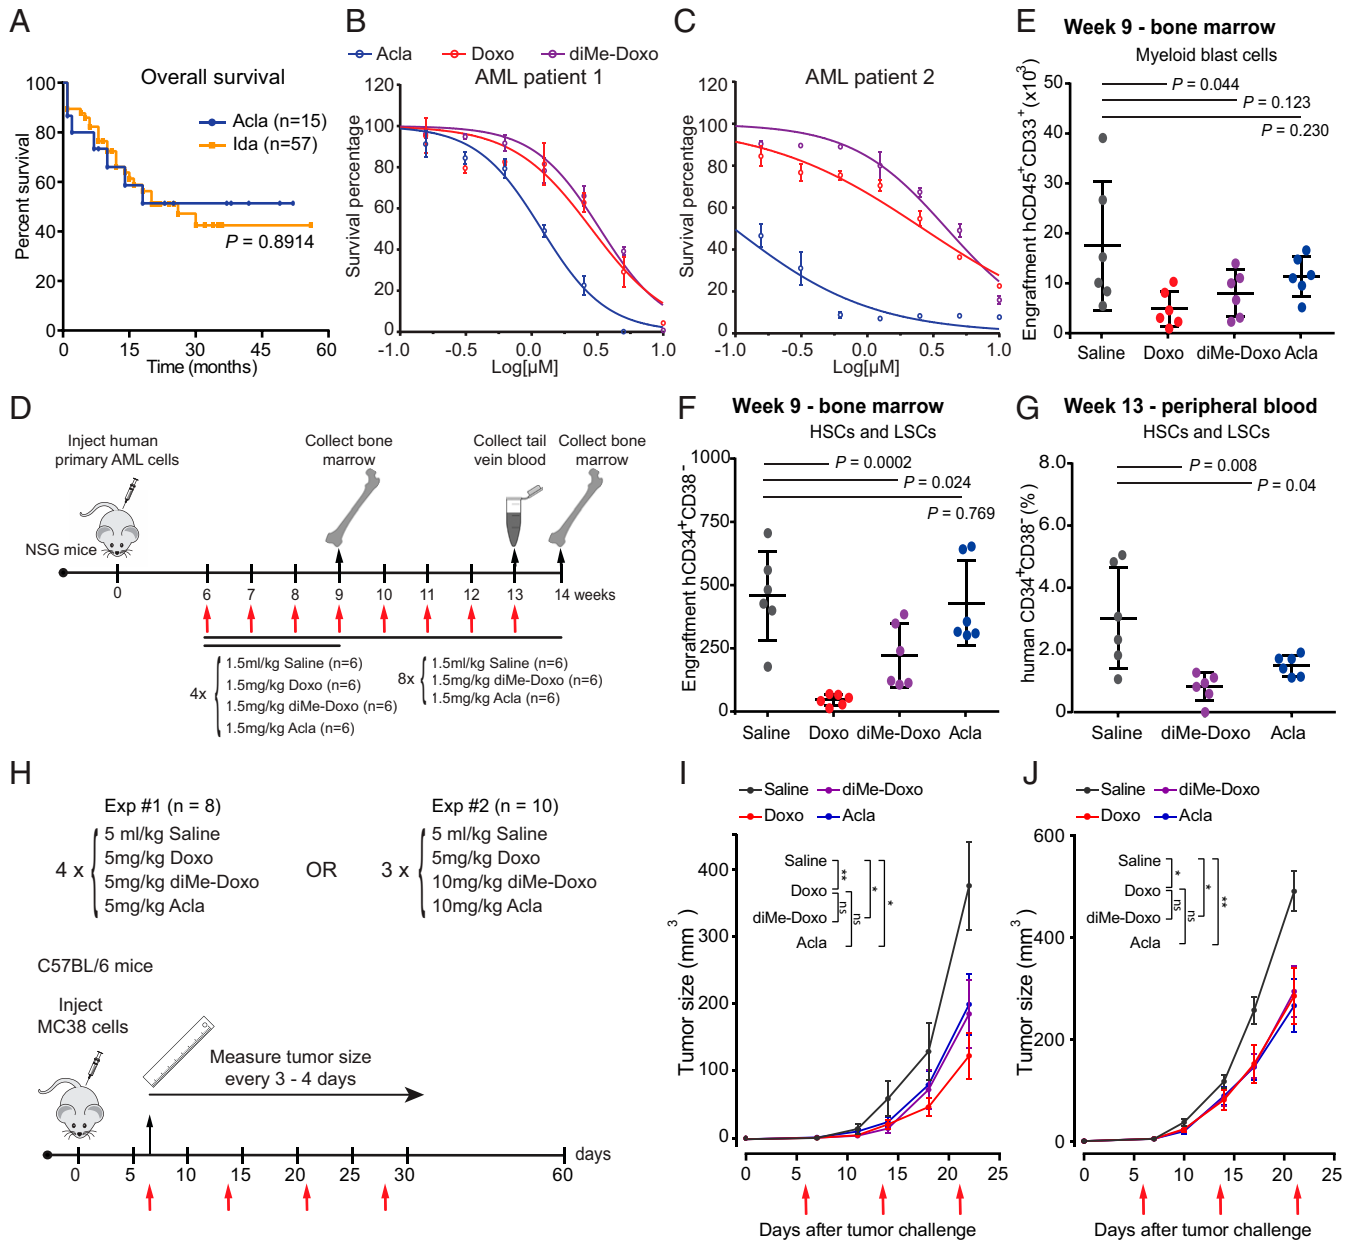 A
Overall survival
Percent survival
100
80
60
40
20
0
Acla (n=15)
Ida (n=57)
P = 0.8914
0 15 30 45 60
Time (months)
B
Acla Doxo diMe-Doxo
AML patient 1
Survival percentage
120
100
80
60
40
20
0
-1.0 -0.5 0.0 0.5 1.0
Log[µM]
C
AML patient 2
Survival percentage
120
100
80
60
40
20
0
-1.0 -0.5 0.0 0.5 1.0
Log[µM]
E Week 9 - bone marrow
Myeloid blast cells
Engraftment hCD45+CD33+ (x10³)
50
40
30
20
10
0
P = 0.044
P = 0.123
P = 0.230
Saline Doxo diMe-Doxo Acla
D
Inject human
primary AML cells
Collect bone
marrow
Collect tail
vein blood
Collect bone
marrow
NSG mice
0 6 7 8 9 10 11 12 13 14 weeks
4x
1.5ml/kg Saline (n=6)
1.5mg/kg Doxo (n=6)
1.5mg/kg diMe-Doxo (n=6)
1.5mg/kg Acla (n=6)
8x
1.5ml/kg Saline (n=6)
1.5mg/kg diMe-Doxo (n=6)
1.5mg/kg Acla (n=6)
F Week 9 - bone marrow
HSCs and LSCs
Engraftment hCD34+CD38-
1000
750
500
250
0
P = 0.0002
P = 0.024
P = 0.769
Saline Doxo diMe-Doxo Acla
G Week 13 - peripheral blood
HSCs and LSCs
human CD34+CD38- (%)
8.0
6.0
4.0
2.0
0
P = 0.008
P = 0.04
Saline diMe-Doxo Acla
H
Exp #1 (n = 8)
4 x
5 ml/kg Saline
5mg/kg Doxo
5mg/kg diMe-Doxo
5mg/kg Acla
OR
Exp #2 (n = 10)
3 x
5 ml/kg Saline
5mg/kg Doxo
10mg/kg diMe-Doxo
10mg/kg Acla
C57BL/6 mice
Inject
MC38 cells
Measure tumor size
every 3 - 4 days
0 5 10 15 20 25 30 60 days
I
Saline diMe-Doxo
Doxo Acla
Tumor size (mm³)
400
300
200
100
0
Saline
Doxo
diMe-Doxo
Acla
** ns ns * *
0 5 10 15 20 25
Days after tumor challenge
J
Saline diMe-Doxo
Doxo Acla
Tumor size (mm³)
600
400
200
0
Saline
Doxo
diMe-Doxo
Acla
* ns ns * **
0 5 10 15 20 25
Days after tumor challenge